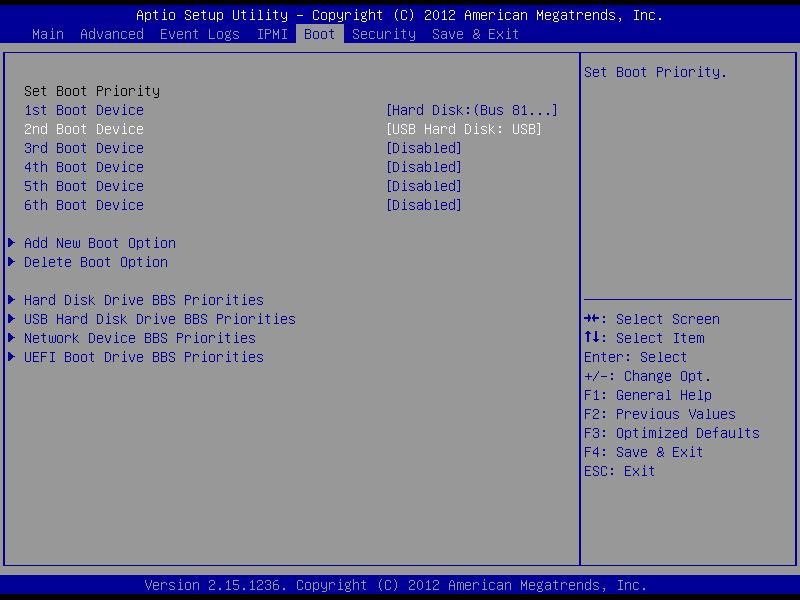 Aptio Setup Utility – Copyright (C) 2012 American Megatrends, Inc.
Main Advanced Event Logs IPMI Boot Security Save & Exit
Set Boot Priority
1st Boot Device [Hard Disk:(Bus 81...]
2nd Boot Device [USB Hard Disk: USB]
3rd Boot Device [Disabled]
4th Boot Device [Disabled]
5th Boot Device [Disabled]
6th Boot Device [Disabled]
Add New Boot Option
Delete Boot Option
Hard Disk Drive BBS Priorities
USB Hard Disk Drive BBS Priorities
Network Device BBS Priorities
UEFI Boot Drive BBS Priorities
Set Boot Priority.
→←: Select Screen
↑↓: Select Item
Enter: Select
+/-: Change Opt.
F1: General Help
F2: Previous Values
F3: Optimized Defaults
F4: Save & Exit
ESC: Exit
Version 2.15.1236. Copyright (C) 2012 American Megatrends, Inc.